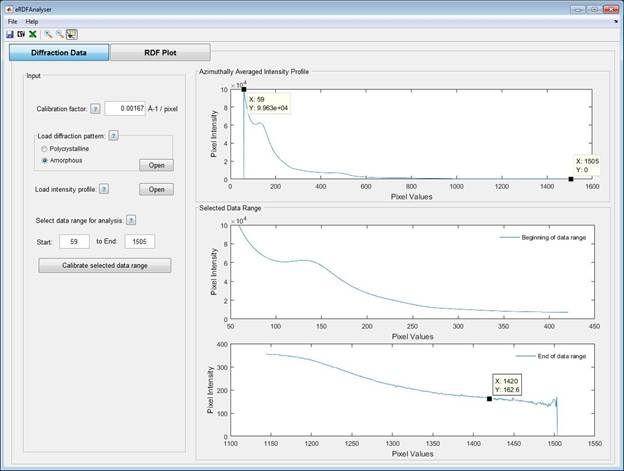 eRDFAnalyser
File Help
CSV
Diffraction Data RDF Plot
Input
Calibration factor: ? 0.00167 Å-1 / pixel
Load diffraction pattern: ?
Polycrystalline
Amorphous
Open
Load intensity profile: ? Open
Select data range for analysis: ?
Start: 59 to End: 1505
Calibrate selected data range
Azimuthally Averaged Intensity Profile
× 10⁴
10
8
6
4
2
0
Pixel Intensity
X: 59
Y: 9.963e+04
X: 1505
Y: 0
0 200 400 600 800 1000 1200 1400 1600
Pixel Values
Selected Data Range
× 10⁴
10
8
6
4
2
0
Pixel Intensity
Beginning of data range
50 100 150 200 250 300 350 400 450
Pixel Values
400
300
200
100
0
Pixel Intensity
End of data range
X: 1420
Y: 162.6
1100 1150 1200 1250 1300 1350 1400 1450 1500 1550
Pixel Values